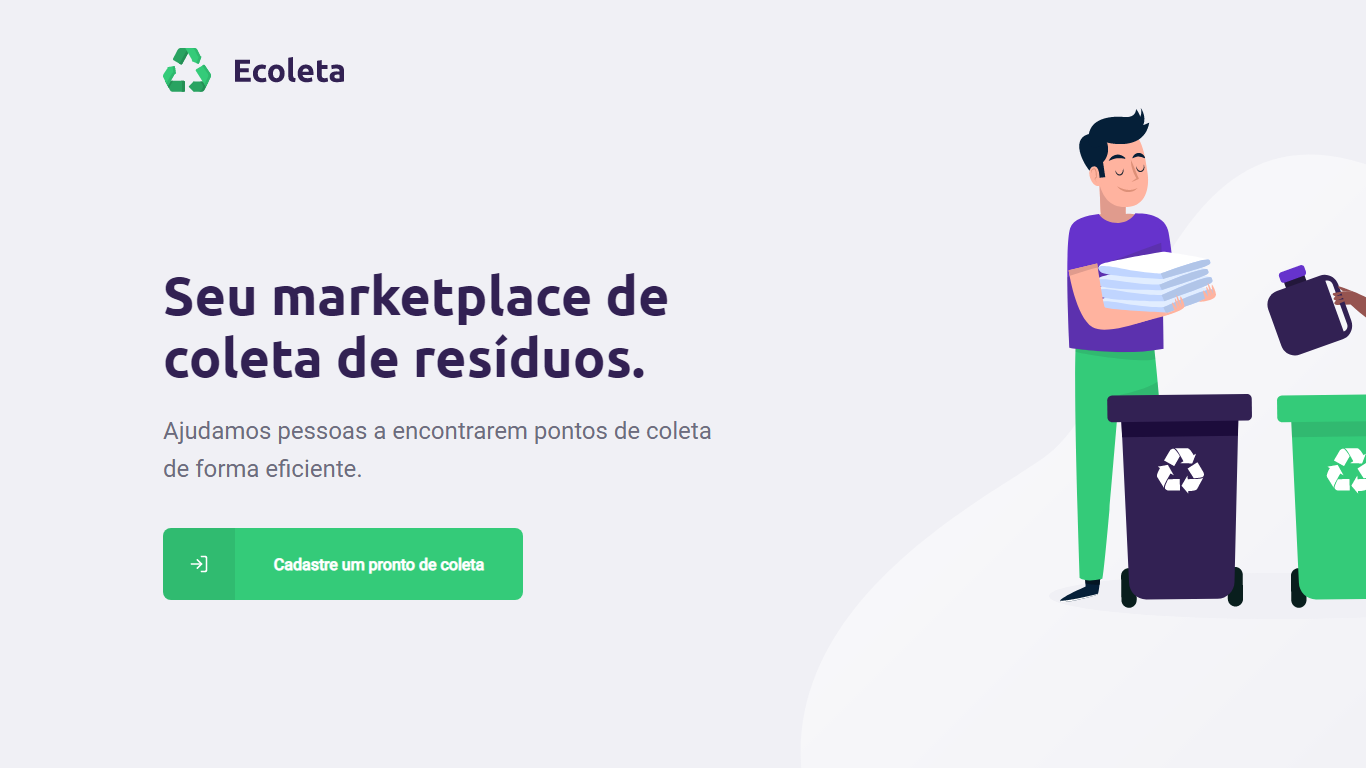 Ecoleta
Seu marketplace de
coleta de resíduos.
Ajudamos pessoas a encontrarem pontos de coleta
de forma eficiente.
Cadastre um pronto de coleta